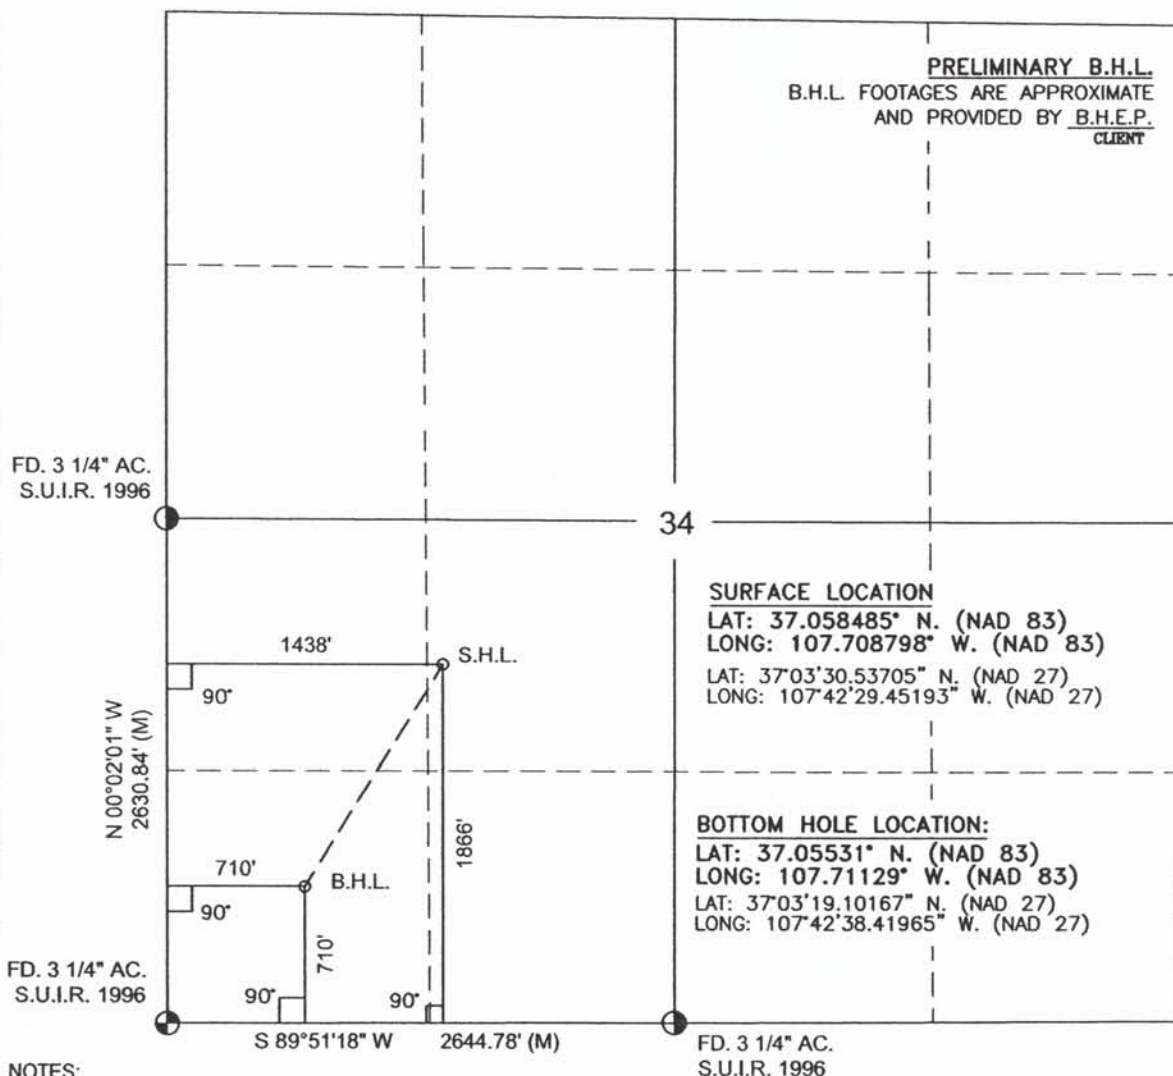 PRELIMINARY B.H.L.
B.H.L. FOOTAGES ARE APPROXIMATE
AND PROVIDED BY B.H.E.P.
CLIENT
FD. 3 1/4" AC.
S.U.I.R. 1996
34
SURFACE LOCATION
LAT: 37.058485° N. (NAD 83)
LONG: 107.708798° W. (NAD 83)
LAT: 37°03'30.53705" N. (NAD 27)
LONG: 107°42'29.45193" W. (NAD 27)
1438'
S.H.L.
90°
N 00°02'01" W
2630.84' (M)
1866'
BOTTOM HOLE LOCATION:
LAT: 37.05531° N. (NAD 83)
LONG: 107.71129° W. (NAD 83)
LAT: 37°03'19.10167" N. (NAD 27)
LONG: 107°42'38.41965" W. (NAD 27)
710'
B.H.L.
90°
710'
FD. 3 1/4" AC.
S.U.I.R. 1996
90°
90°
S 89°51'18" W
2644.78' (M)
FD. 3 1/4" AC.
S.U.I.R. 1996
NOTES: